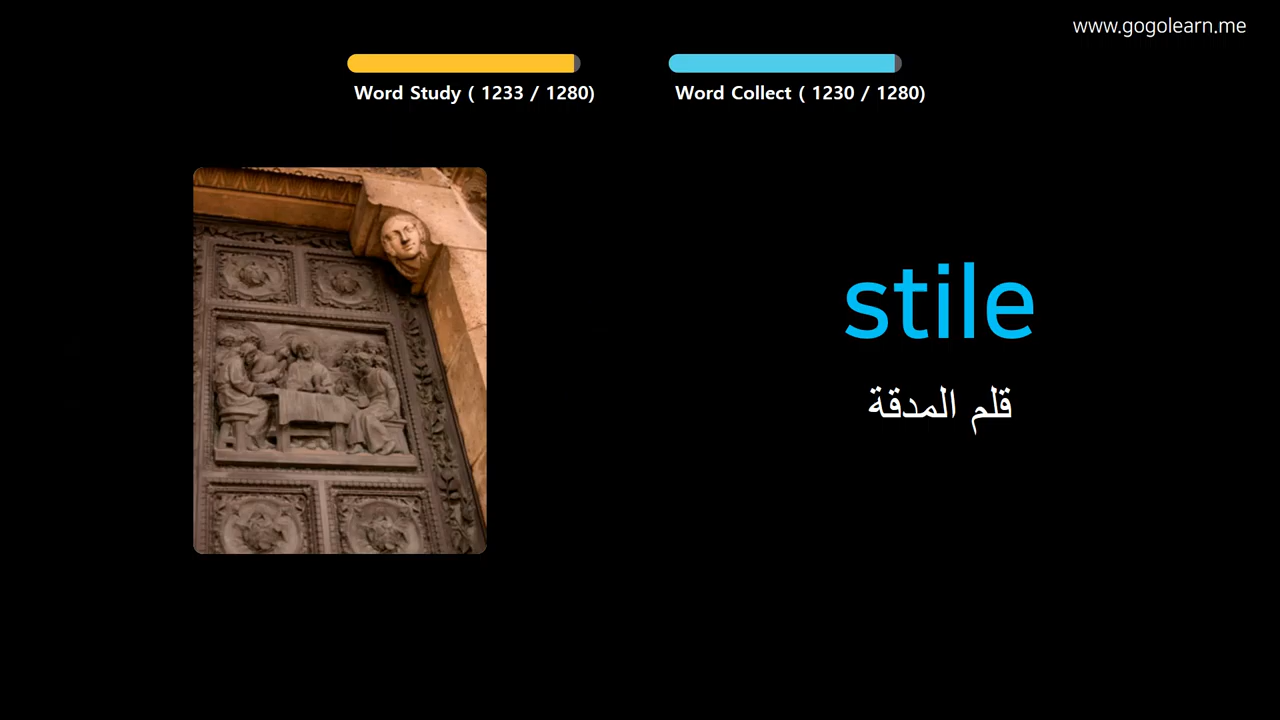 www.gogolearn.me
Word Study ( 1233 / 1280)
Word Collect ( 1230 / 1280)
stile
قلم المدقة